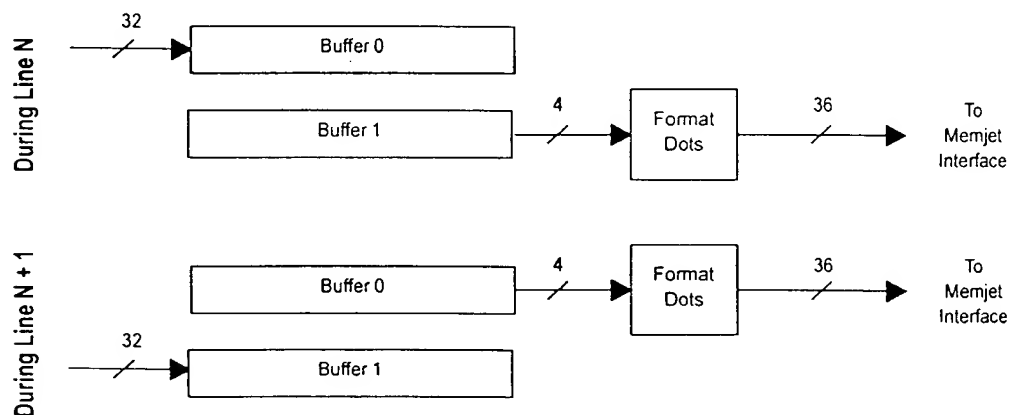 During Line N
32
Buffer 0
Buffer 1
4
Format
Dots
36
To
Memjet
Interface
During Line N + 1
Buffer 0
4
Format
Dots
36
To
Memjet
Interface
32
Buffer 1